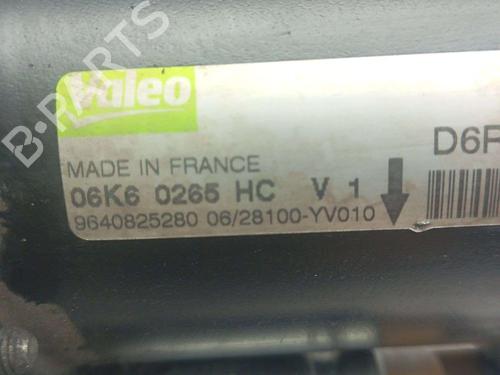 B-PARTS
Valeo
D6R
MADE IN FRANCE
06K6 0265 HC V 1
9640825280 06/28100-YV010